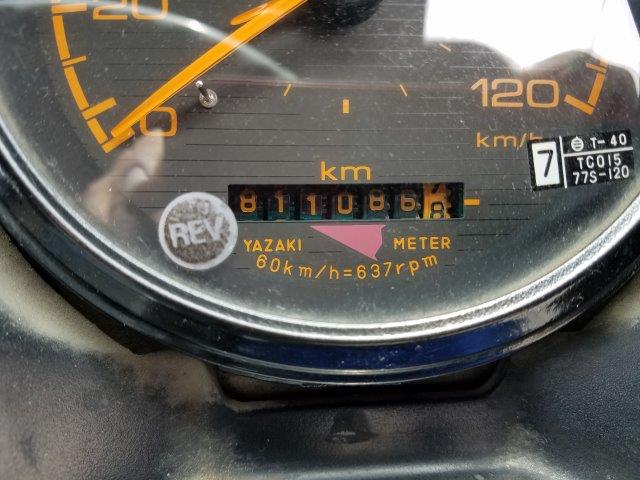 20
0
120
km/h
km
7 T-40
TC015
77S-120
811086
REV
YAZAKI METER
60km/h=637rpm